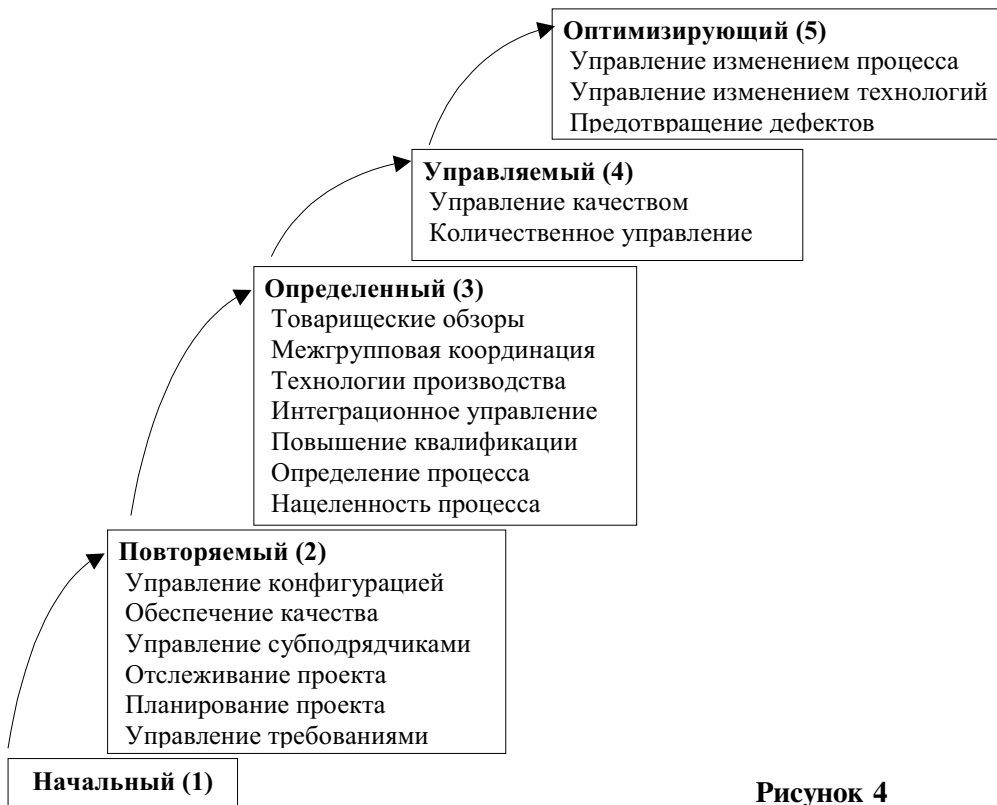 Оптимизирующий (5)
Управление изменением процесса
Управление изменением технологий
Предотвращение дефектов
Управляемый (4)
Управление качеством
Количественное управление
Определенный (3)
Товарищеские обзоры
Межгрупповая координация
Технологии производства
Интеграционное управление
Повышение квалификации
Определение процесса
Нацеленность процесса
Повторяемый (2)
Управление конфигурацией
Обеспечение качества
Управление субподрядчиками
Отслеживание проекта
Планирование проекта
Управление требованиями
Начальный (1)
Рисунок 4